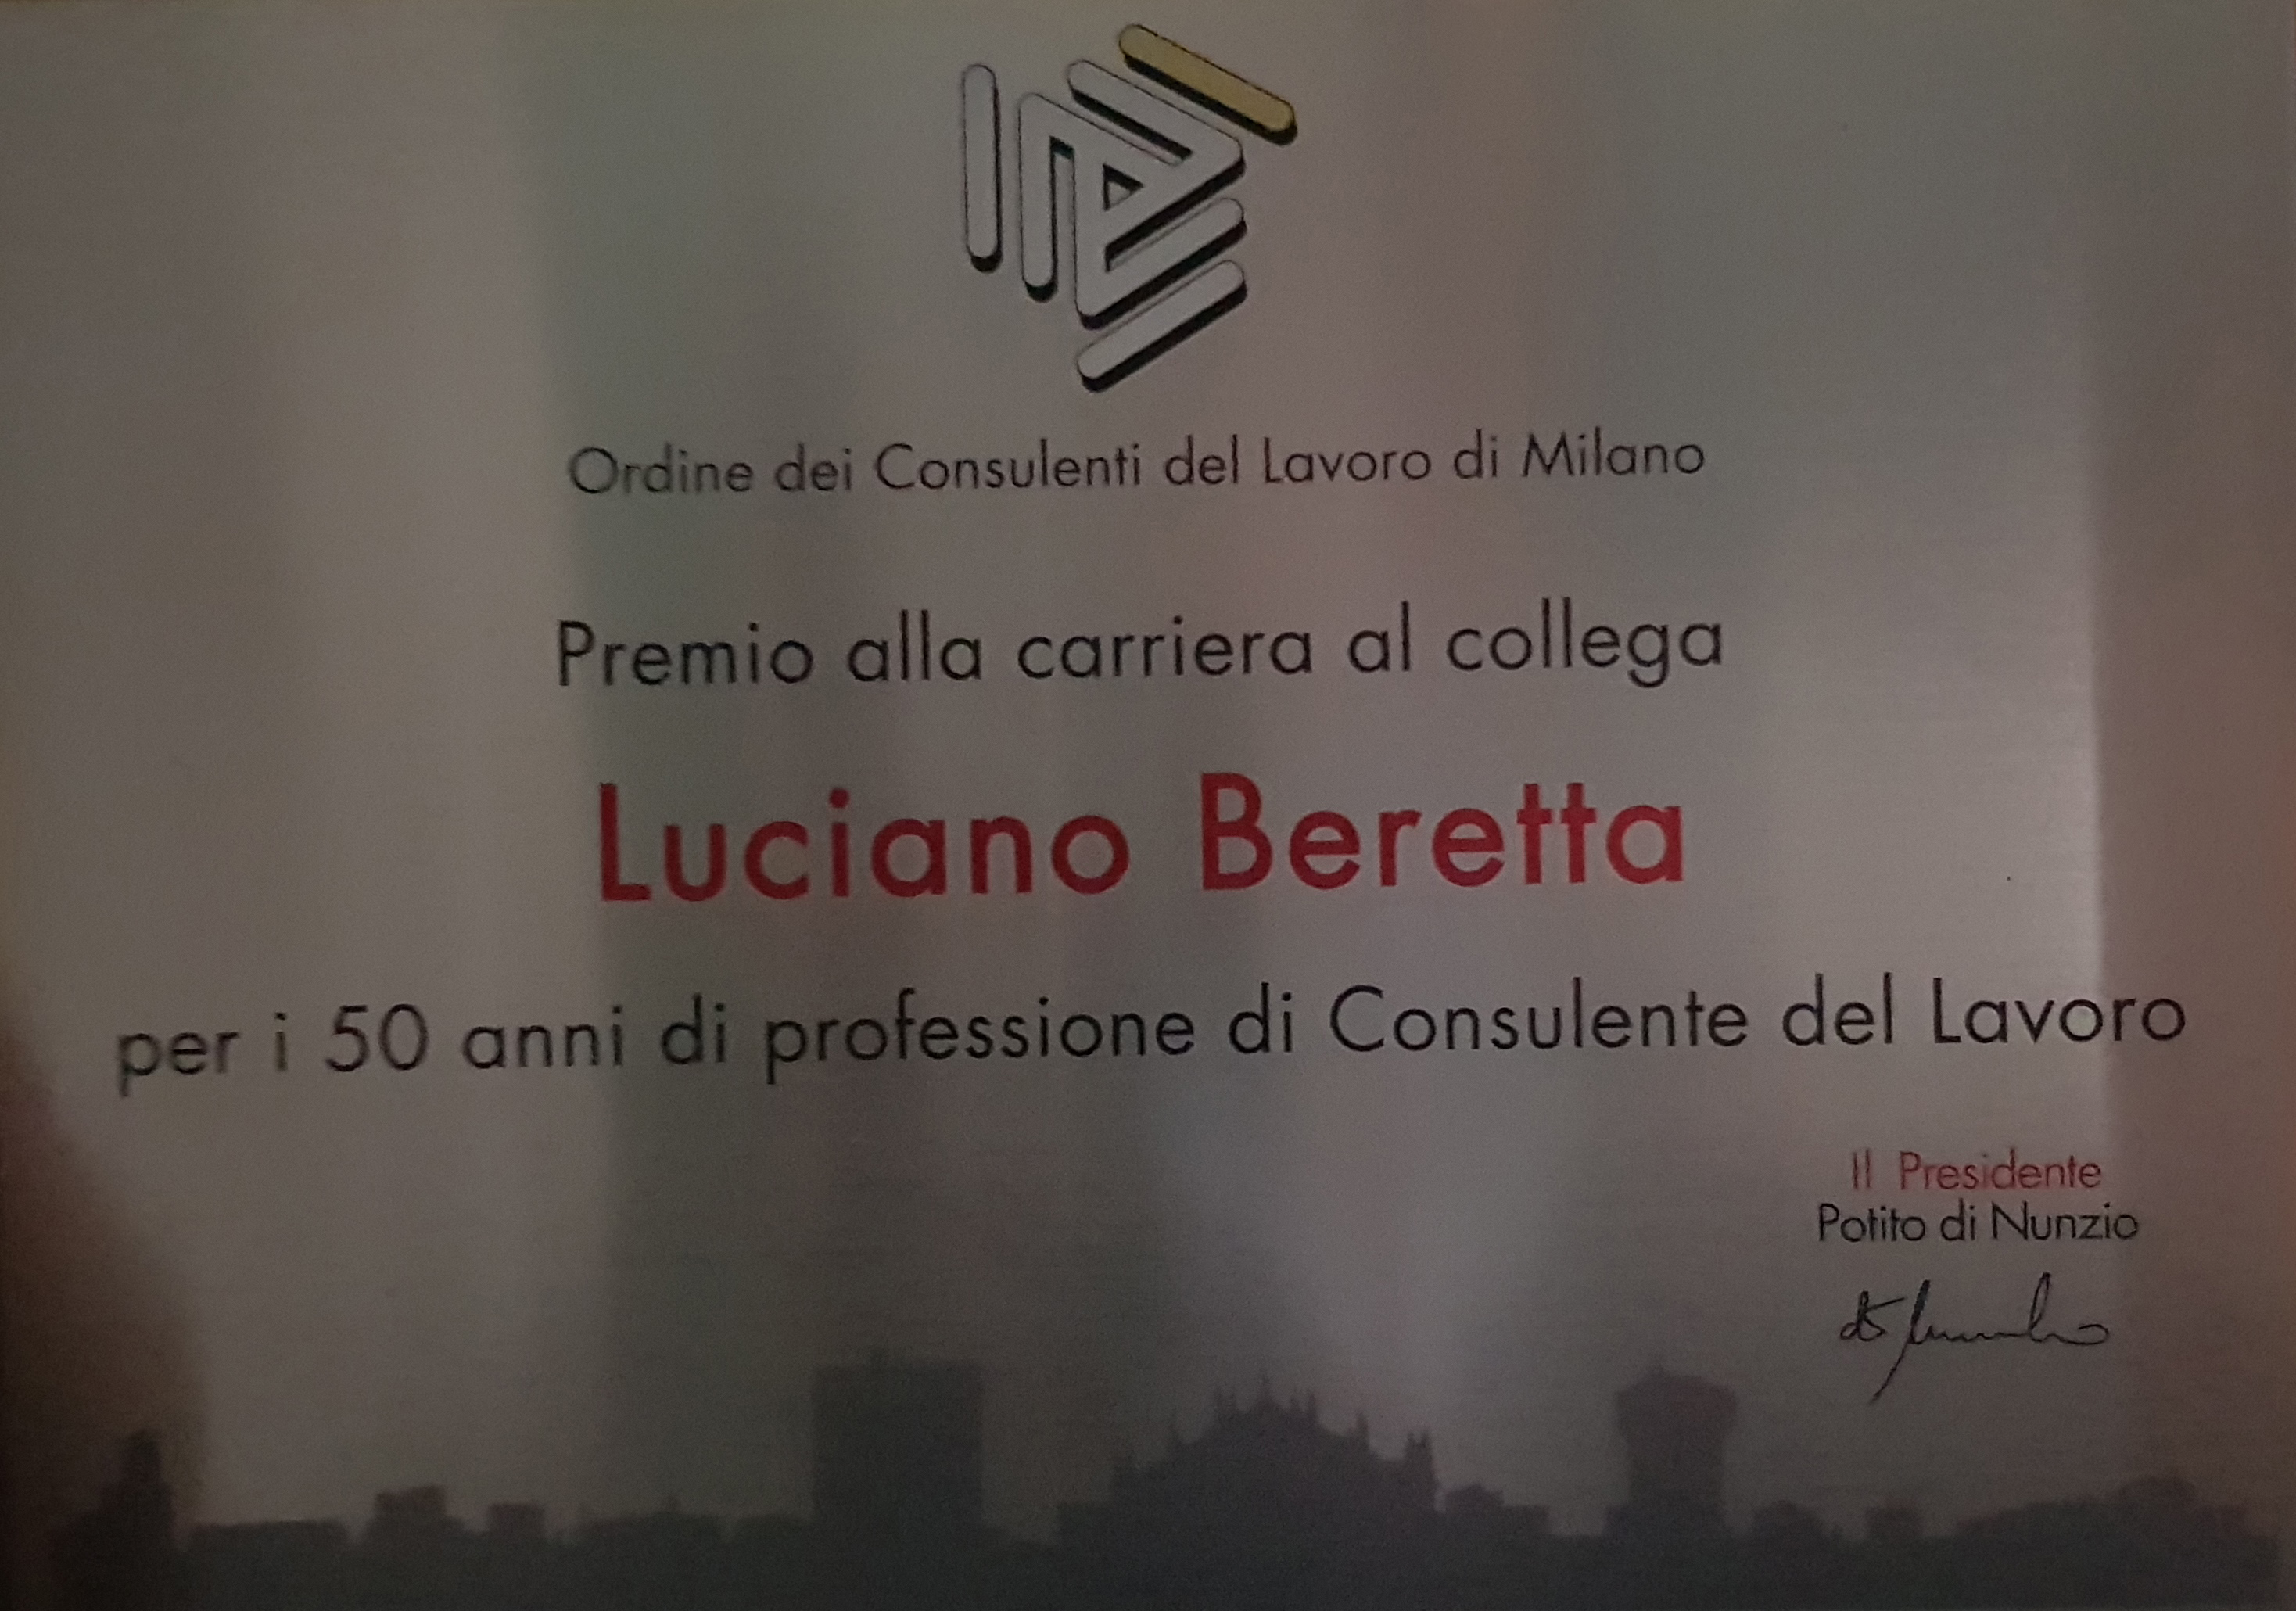 Ordine dei Consulenti del Lavoro di Milano
Premio alla carriera al collega
Luciano Beretta
per i 50 anni di professione di Consulente del Lavoro
Il Presidente
Potito di Nunzio